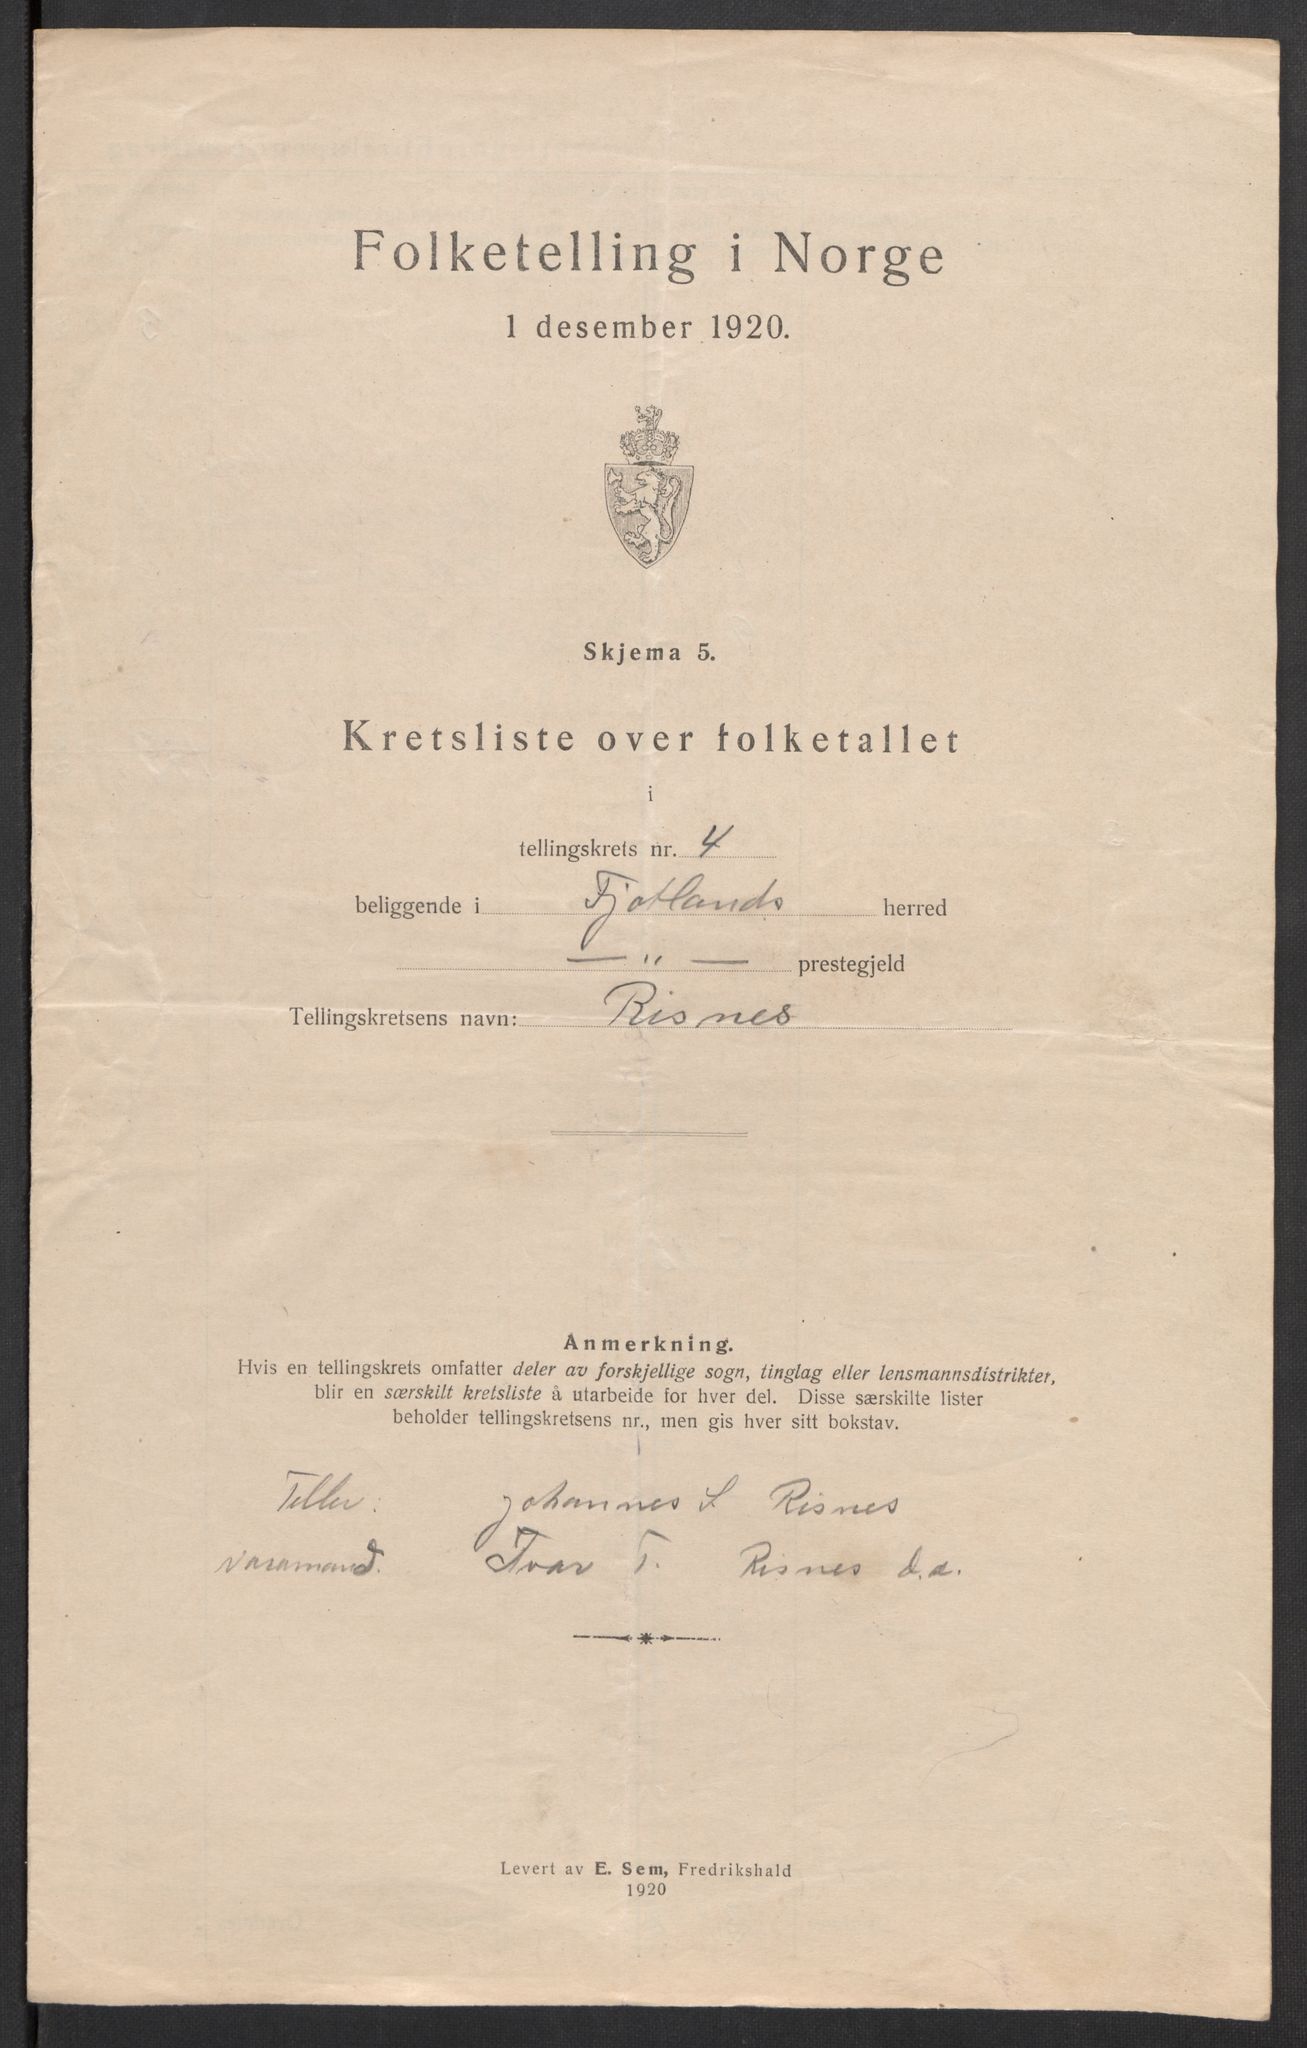 Folketelling i Norge
1 desember 1920.
Skjema 5.
Kretsliste over folketallet
i
tellingskrets nr. 4
beliggende i Fjotlands herred
— „ — prestegjeld
Tellingskretsens navn: Risnes
Anmerkning.
Hvis en tellingskrets omfatter deler av forskjellige sogn, tinglag eller lensmannsdistrikter,
blir en særskilt kretsliste å utarbeide for hver del. Disse særskilte lister
beholder tellingskretsens nr., men gis hver sitt bokstav.
Teller: Johannes S Risnes
Varamand. Ivar T. Risnes d.a.
Levert av E. Sem, Fredrikshald
1920